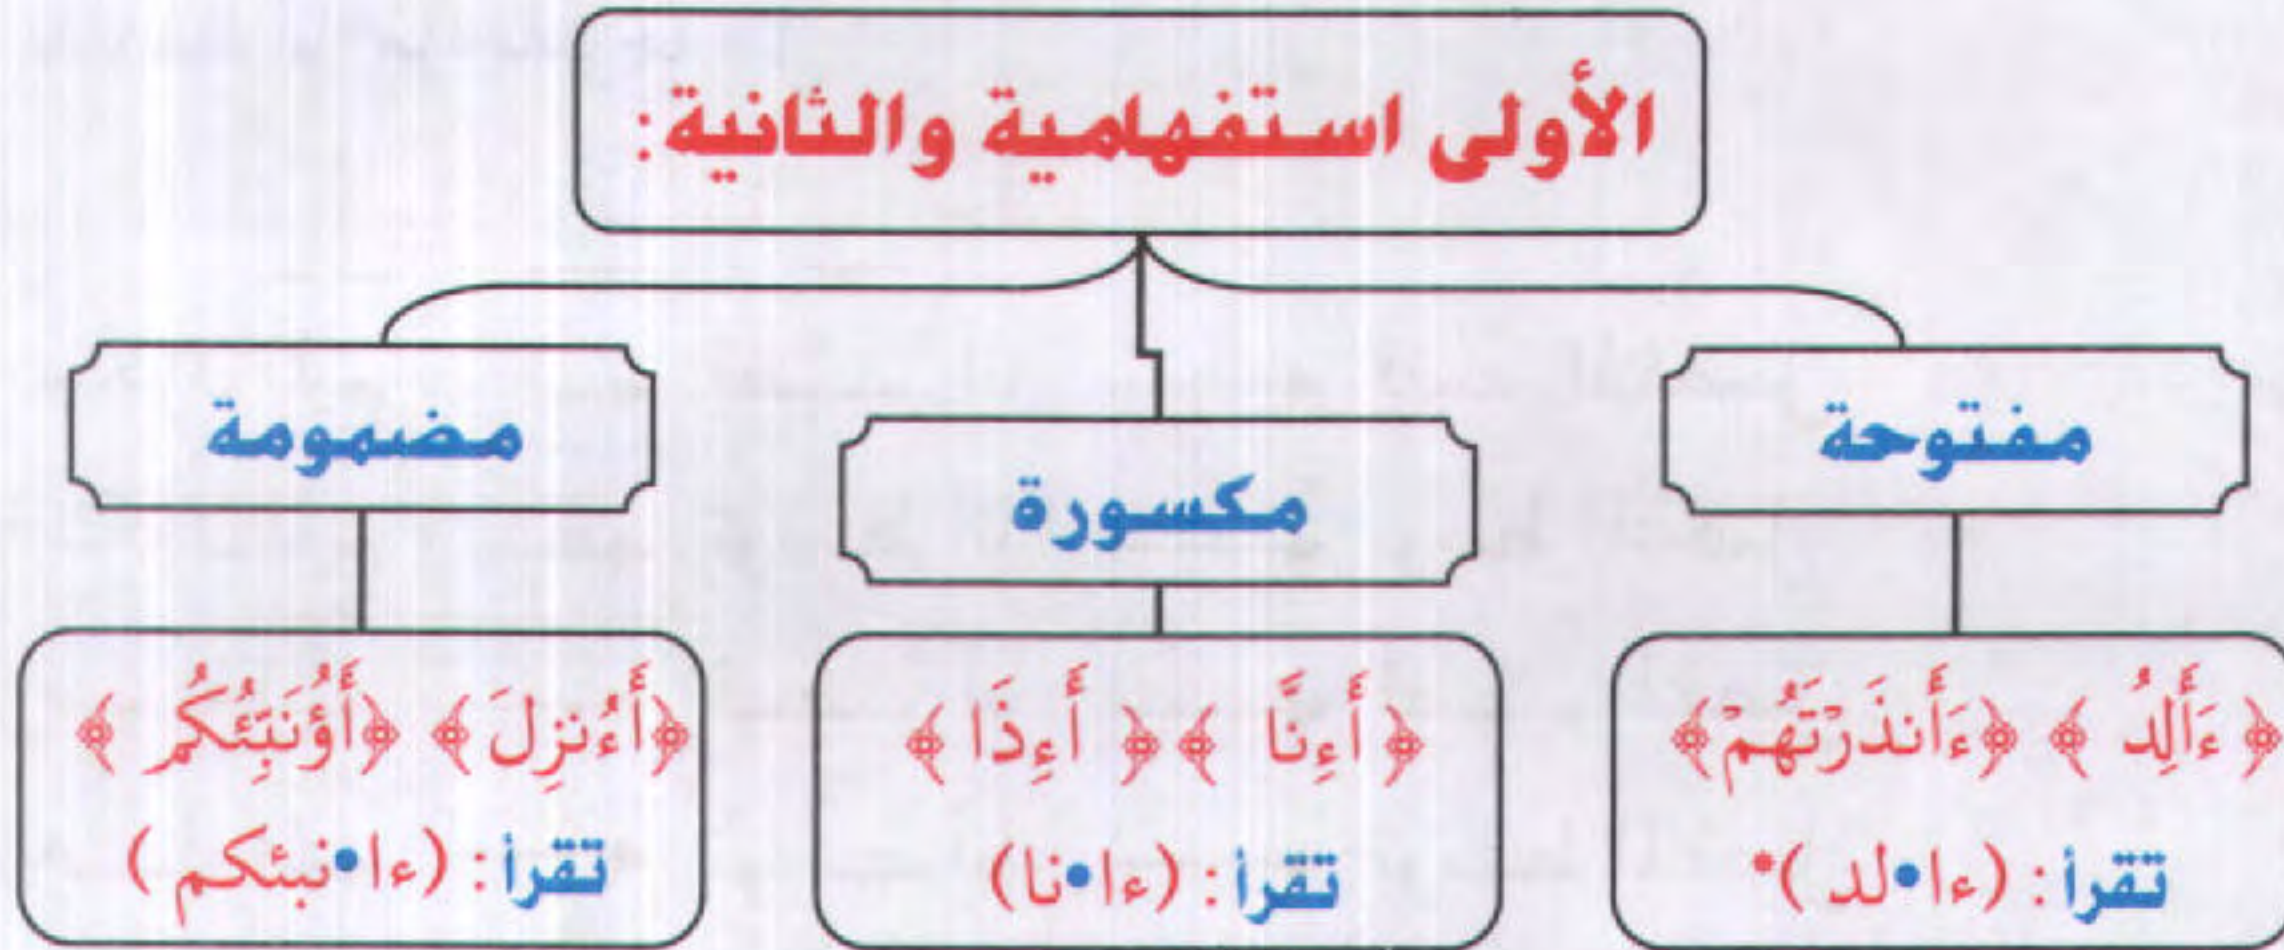 الأولى استفهامية والثانية:
مفتوحة
مكسورة
مضمومة
﴿ ءَأَلِدُ ﴾ ﴿ءَأَنذَرْتَهُمْ﴾
تقرأ: (ءا•لد )*
﴿ أَءِنَّا ﴾﴿ أَءِذَا ﴾
تقرأ: (ءا•نا)
﴿أَءُنزِلَ ﴾ ﴿أَؤُنَبِّئُكُم ﴾
تقرأ: (ءا•نبئكم )